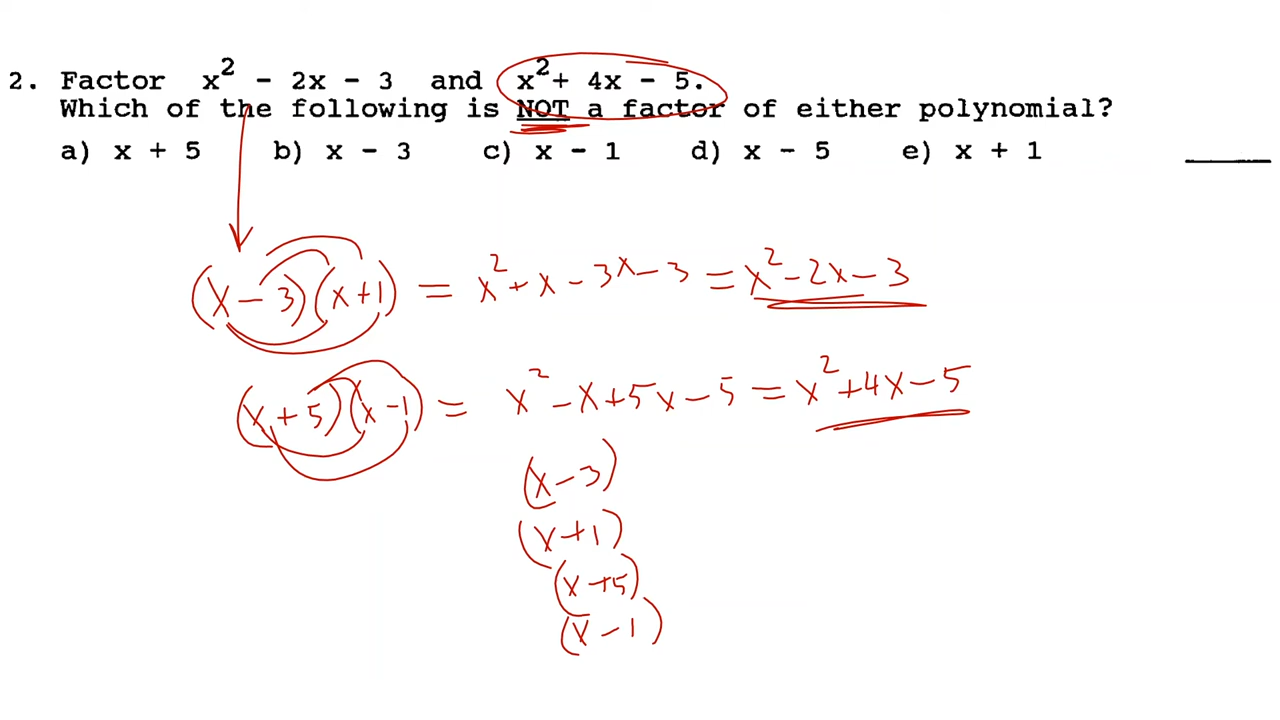 2. Factor x² - 2x - 3 and x² + 4x - 5.
Which of the following is NOT a factor of either polynomial?
a) x + 5 b) x - 3 c) x - 1 d) x - 5 e) x + 1 ______
(x - 3)(x + 1) = x² + x - 3x - 3 = x² - 2x - 3
(x + 5)(x - 1) = x² - x + 5x - 5 = x² + 4x - 5
(x - 3)
(x + 1)
(x + 5)
(x - 1)